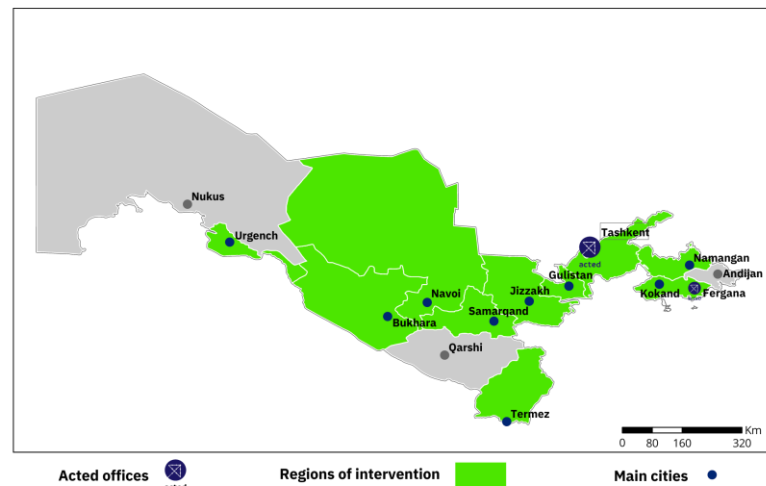 Nukus
Urgench
Tashkent
acted
Namangan
Gulistan
Andijan
Jizzakh
Kokand
Fergana
Navoi
Samarqand
Bukhara
Qarshi
Termez
Km
0 80 160 320
Acted offices
Regions of intervention
Main cities